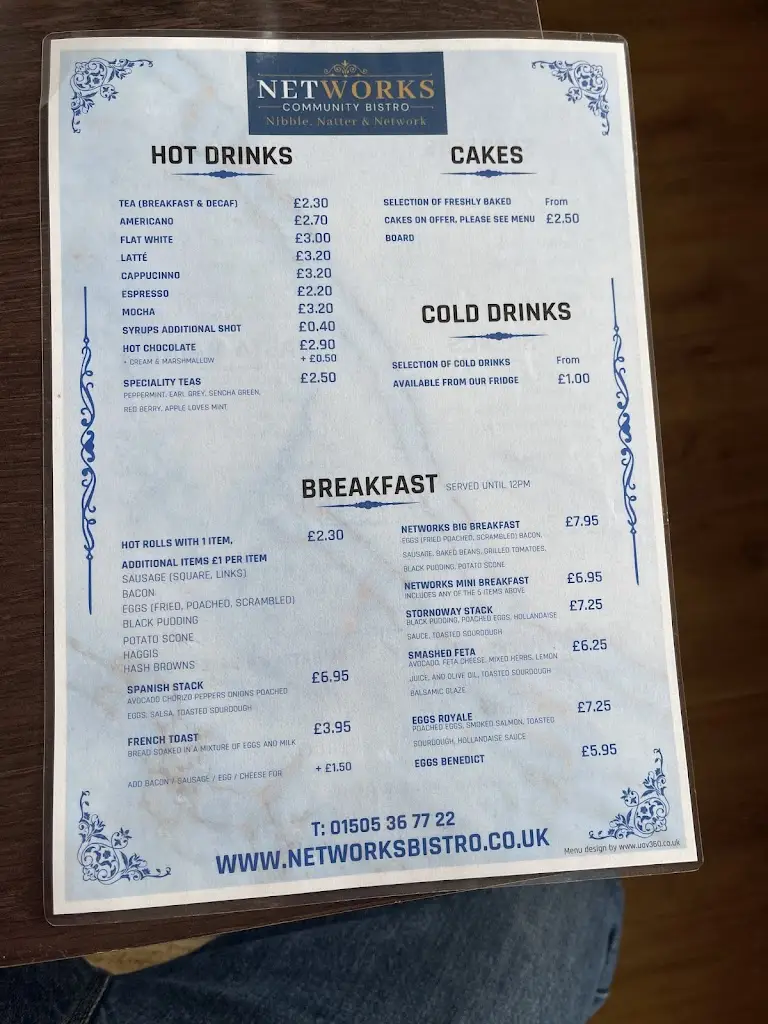 NETWORKS
COMMUNITY BISTRO
Nibble, Natter & Network
HOT DRINKS
TEA (BREAKFAST & DECAF) £2.30
AMERICANO £2.70
FLAT WHITE £3.00
LATTÉ £3.20
CAPPUCINNO £3.20
ESPRESSO £2.20
MOCHA £3.20
SYRUPS ADDITIONAL SHOT £0.40
HOT CHOCOLATE £2.90
+ CREAM & MARSHMALLOW + £0.50
SPECIALITY TEAS £2.50
PEPPERMINT, EARL GREY, SENCHA GREEN,
RED BERRY, APPLE LOVES MINT
CAKES
SELECTION OF FRESHLY BAKED From
CAKES ON OFFER, PLEASE SEE MENU £2.50
BOARD
COLD DRINKS
SELECTION OF COLD DRINKS From
AVAILABLE FROM OUR FRIDGE £1.00
BREAKFAST SERVED UNTIL 12PM
HOT ROLLS WITH 1 ITEM, £2.30
ADDITIONAL ITEMS £1 PER ITEM
SAUSAGE (SQUARE, LINKS)
BACON
EGGS (FRIED, POACHED, SCRAMBLED)
BLACK PUDDING
POTATO SCONE
HAGGIS
HASH BROWNS
SPANISH STACK £6.95
AVOCADO CHORIZO PEPPERS ONIONS POACHED
EGGS, SALSA, TOASTED SOURDOUGH
FRENCH TOAST £3.95
BREAD SOAKED IN A MIXTURE OF EGGS AND MILK
ADD BACON / SAUSAGE / EGG / CHEESE FOR + £1.50
NETWORKS BIG BREAKFAST £7.95
EGGS (FRIED POACHED, SCRAMBLED) BACON,
SAUSAGE, BAKED BEANS, GRILLED TOMATOES,
BLACK PUDDING, POTATO SCONE
NETWORKS MINI BREAKFAST £6.95
INCLUDES ANY OF THE 5 ITEMS ABOVE
STORNOWAY STACK £7.25
BLACK PUDDING, POACHED EGGS, HOLLANDAISE
SAUCE, TOASTED SOURDOUGH
SMASHED FETA £6.25
AVOCADO, FETA CHEESE, MIXED HERBS, LEMON
JUICE, AND OLIVE OIL, TOASTED SOURDOUGH
BALSAMIC GLAZE
EGGS ROYALE £7.25
POACHED EGGS, SMOKED SALMON, TOASTED
SOURDOUGH, HOLLANDAISE SAUCE
EGGS BENEDICT £5.95
T: 01505 36 77 22
WWW.NETWORKSBISTRO.CO.UK
Menu design by www.uav360.co.uk